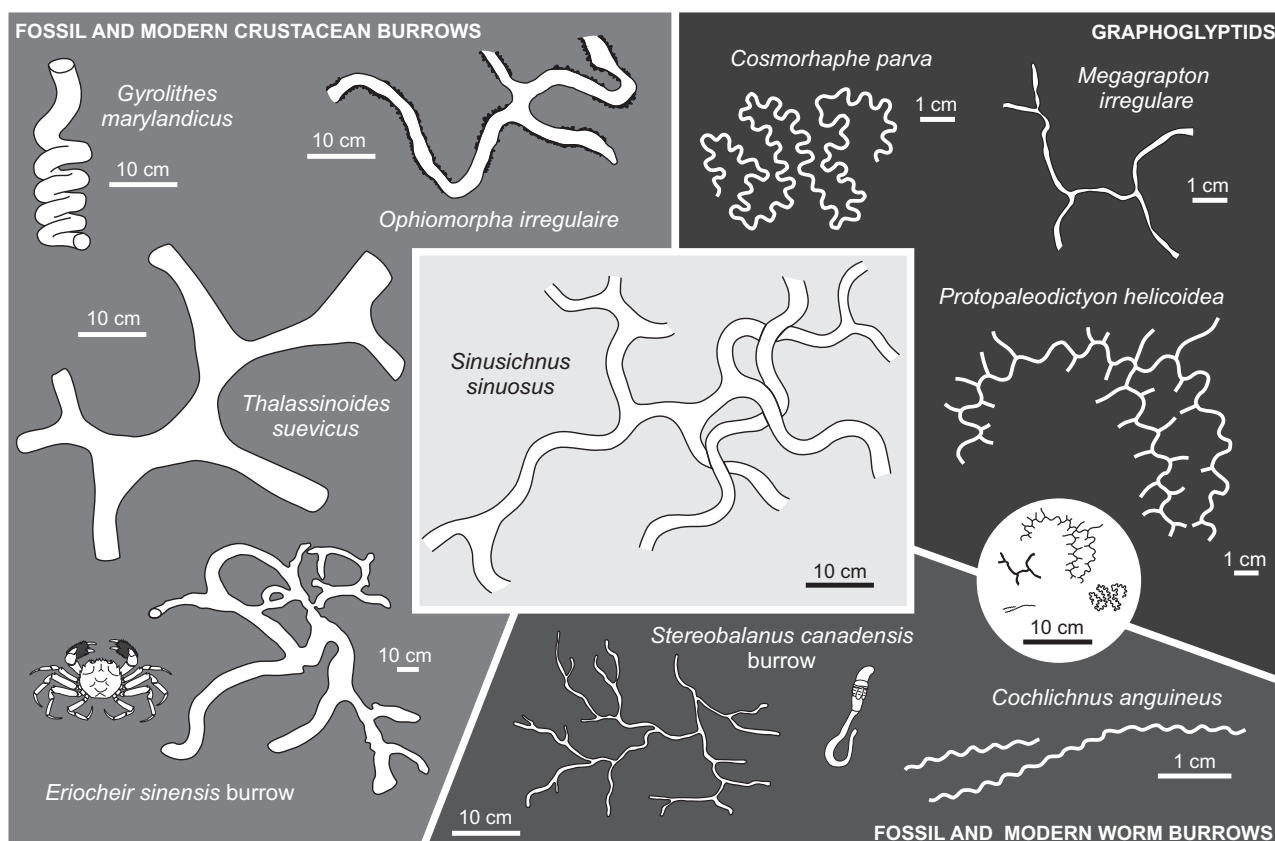 FOSSIL AND MODERN CRUSTACEAN BURROWS
Gyrolithes
marylandicus
10 cm
10 cm
Ophiomorpha irregulaire
10 cm
Thalassinoides
suevicus
10 cm
Eriocheir sinensis burrow
GRAPHOGLYPTIDS
Cosmorhaphe parva
1 cm
Megagrapton
irregulare
1 cm
Protopaleodictyon helicoidea
1 cm
Sinusichnus
sinuosus
10 cm
10 cm
Stereobalanus canadensis
burrow
10 cm
Cochlichnus anguineus
1 cm
FOSSIL AND MODERN WORM BURROWS